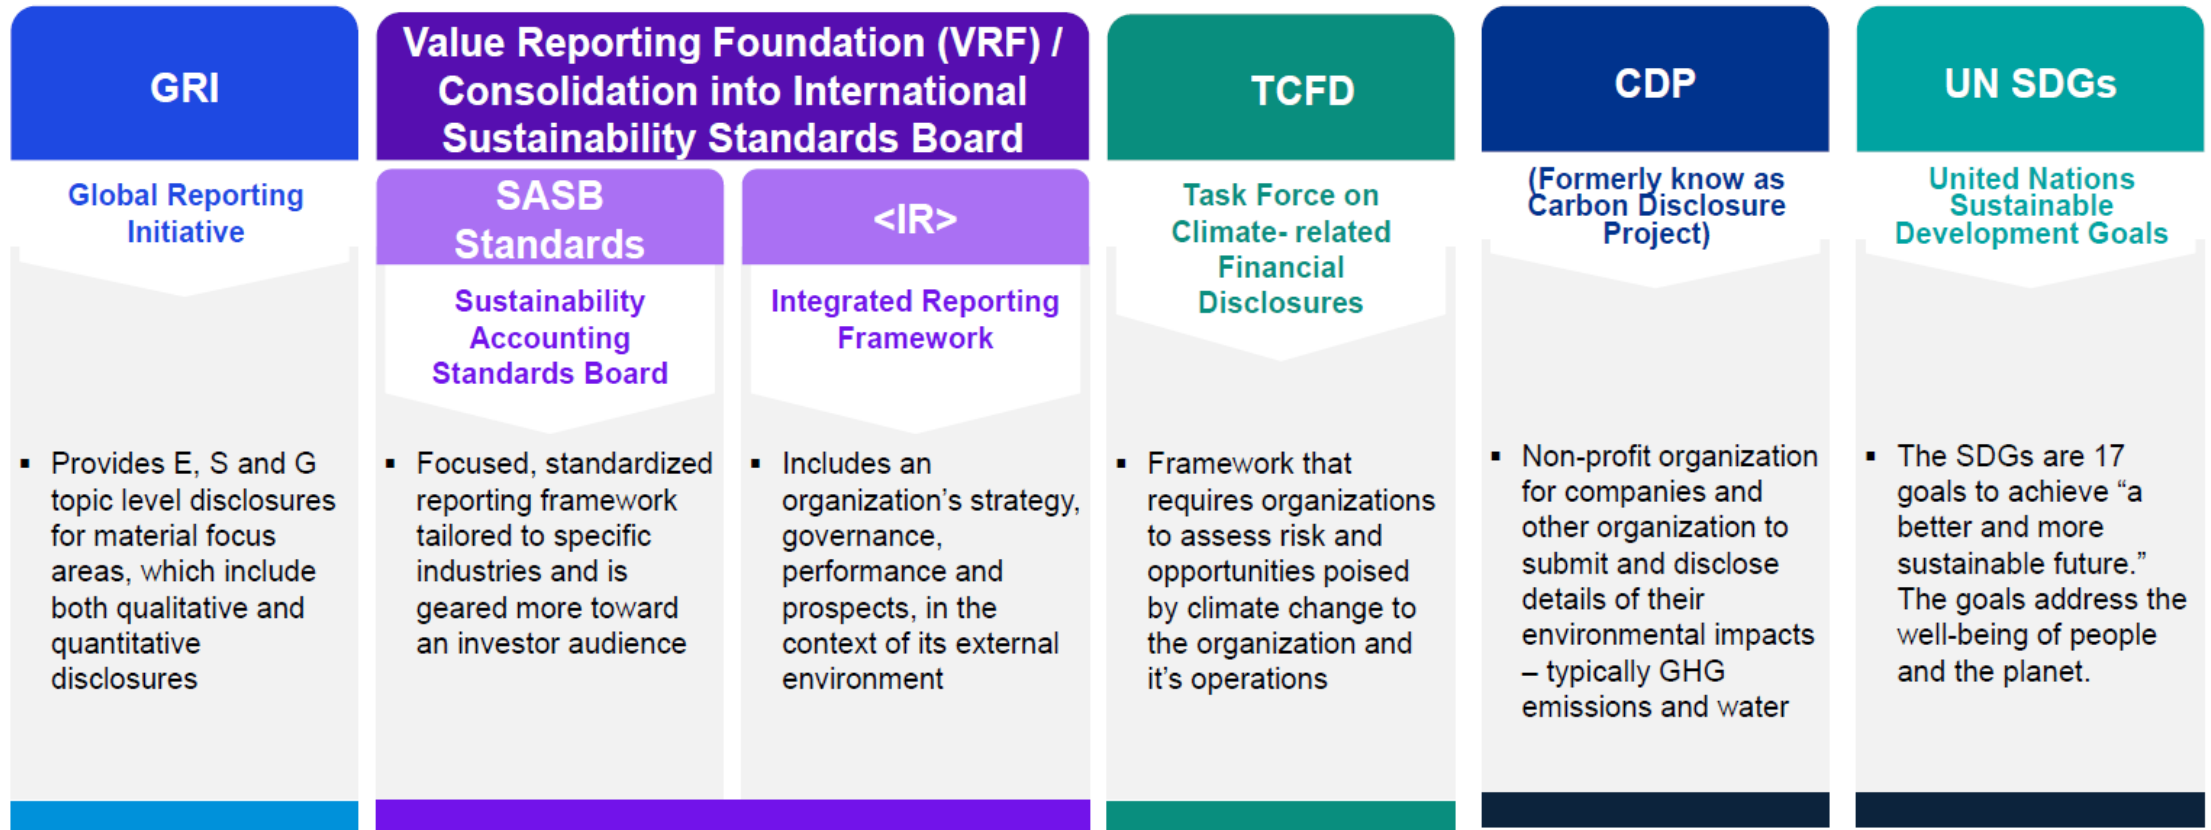 GRI
Global Reporting
Initiative
▪ Provides E, S and G
topic level disclosures
for material focus
areas, which include
both qualitative and
quantitative
disclosures
Value Reporting Foundation (VRF) /
Consolidation into International
Sustainability Standards Board
SASB
Standards
Sustainability
Accounting
Standards Board
▪ Focused, standardized
reporting framework
tailored to specific
industries and is
geared more toward
an investor audience
<IR>
Integrated Reporting
Framework
▪ Includes an
organization’s strategy,
governance,
performance and
prospects, in the
context of its external
environment
TCFD
Task Force on
Climate- related
Financial
Disclosures
▪ Framework that
requires organizations
to assess risk and
opportunities poised
by climate change to
the organization and
it’s operations
CDP
(Formerly know as
Carbon Disclosure
Project)
▪ Non-profit organization
for companies and
other organization to
submit and disclose
details of their
environmental impacts
– typically GHG
emissions and water
UN SDGs
United Nations
Sustainable
Development Goals
▪ The SDGs are 17
goals to achieve “a
better and more
sustainable future.”
The goals address the
well-being of people
and the planet.